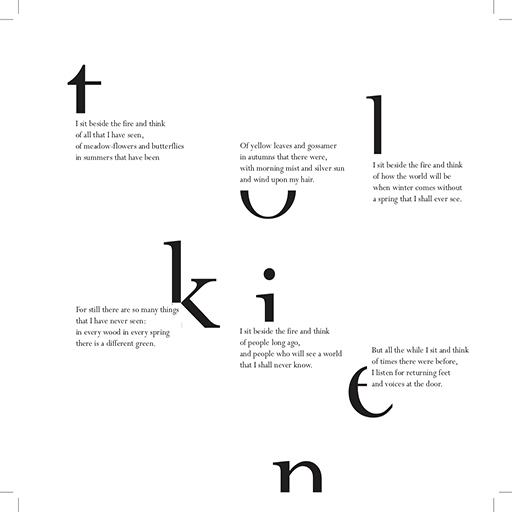 t
I sit beside the fire and think
of all that I have seen,
of meadow-flowers and butterflies
in summers that have been
o
Of yellow leaves and gossamer
in autumns that there were,
with morning mist and silver sun
and wind upon my hair.
l
I sit beside the fire and think
of how the world will be
when winter comes without
a spring that I shall ever see.
k
For still there are so many things
that I have never seen:
in every wood in every spring
there is a different green.
i
I sit beside the fire and think
of people long ago,
and people who will see a world
that I shall never know.
e
But all the while I sit and think
of times there were before,
I listen for returning feet
and voices at the door.
n